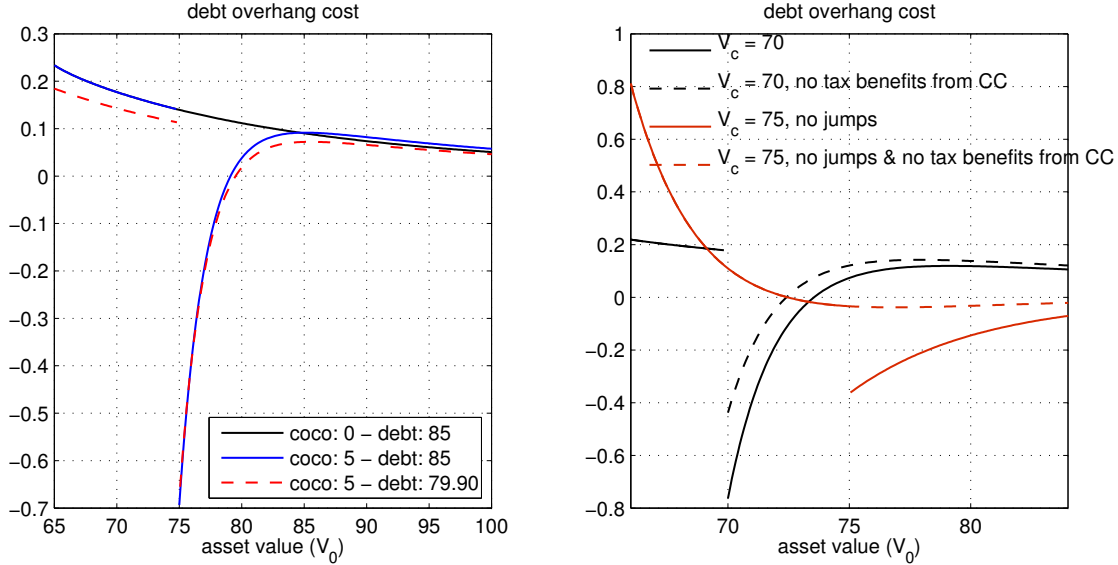 debt overhang cost
0.3
0.2
0.1
0
−0.1
−0.2
−0.3
−0.4
−0.5
−0.6
−0.7
coco: 0 − debt: 85
coco: 5 − debt: 85
coco: 5 − debt: 79.90
65 70 75 80 85 90 95 100
asset value (V0)
debt overhang cost
1
0.8
0.6
0.4
0.2
0
−0.2
−0.4
−0.6
−0.8
Vc = 70
Vc = 70, no tax benefits from CC
Vc = 75, no jumps
Vc = 75, no jumps & no tax benefits from CC
70 75 80
asset value (V0)